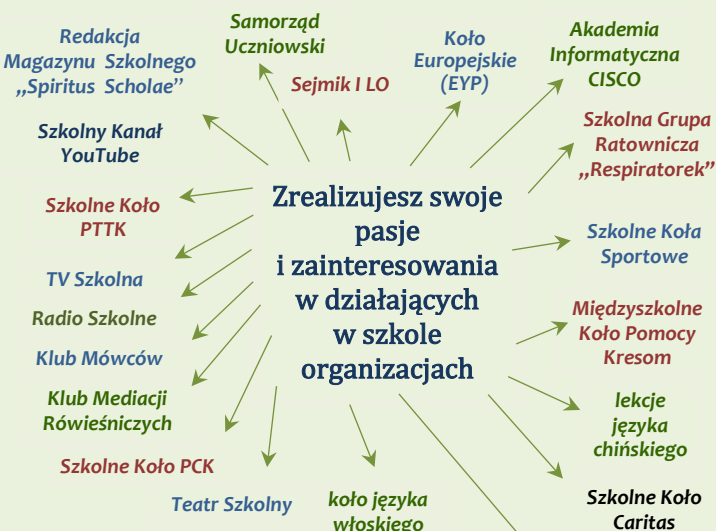 Redakcja
Magazynu Szkolnego
„Spiritus Scholae”
Samorząd
Uczniowski
Sejmik I LO
Koło
Europejskie
(EYP)
Akademia
Informatyczna
CISCO
Szkolny Kanał
YouTube
Szkolna Grupa
Ratownicza
„Respiratorek”
Szkolne Koło
PTTK
Zrealizujesz swoje
pasje
i zainteresowania
w działających
w szkole
organizacjach
Szkolne Koła
Sportowe
TV Szkolna
Radio Szkolne
Klub Mówców
Międzyszkolne
Koło Pomocy
Kresom
Klub Mediacji
Rówieśniczych
lekcje
języka
chińskiego
Szkolne Koło PCK
Teatr Szkolny
koło języka
włoskiego
Szkolne Koło
Caritas